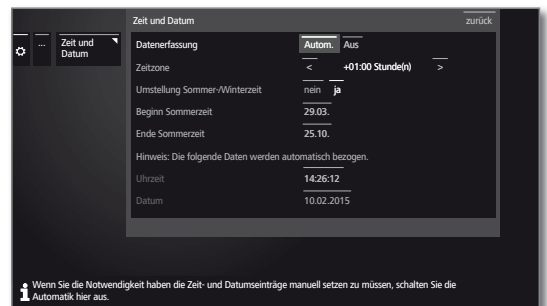 Zeit und Datum zurück
... Zeit und Datum
Datenerfassung Autom. Aus
Zeitzone < +01:00 Stunde(n) >
Umstellung Sommer-/Winterzeit nein ja
Beginn Sommerzeit 29.03.
Ende Sommerzeit 25.10.
Hinweis: Die folgende Daten werden automatisch bezogen.
Uhrzeit 14:26:12
Datum 10.02.2015
Wenn Sie die Notwendigkeit haben die Zeit- und Datumseinträge manuell setzen zu müssen, schalten Sie die
Automatik hier aus.